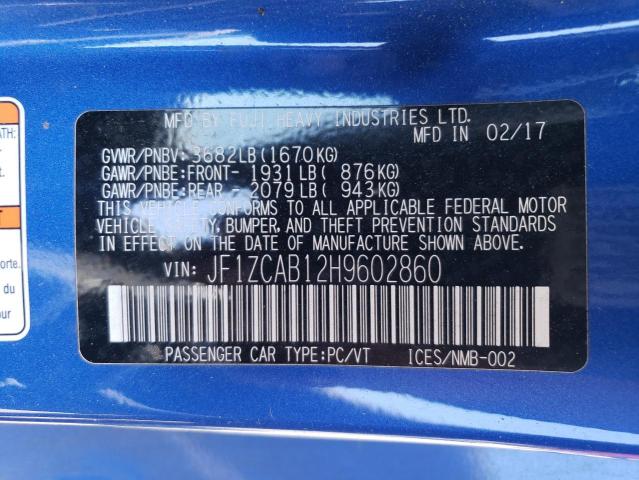 MFD BY FUJI HEAVY INDUSTRIES LTD.
MFD IN 02/17
GVWR/PNBV: 3682LB(1670KG)
GAWR/PNBE:FRONT- 1931LB( 876KG)
GAWR/PNBE:REAR - 2079LB( 943KG)
THIS VEHICLE CONFORMS TO ALL APPLICABLE FEDERAL MOTOR
VEHICLE SAFETY, BUMPER, AND THEFT PREVENTION STANDARDS
IN EFFECT ON THE DATE OF MANUFACTURE SHOWN ABOVE.
VIN: JF1ZCAB12H9602860
PASSENGER CAR TYPE:PC/VT ICES/NMB-002
ATH;
T
orte.
du